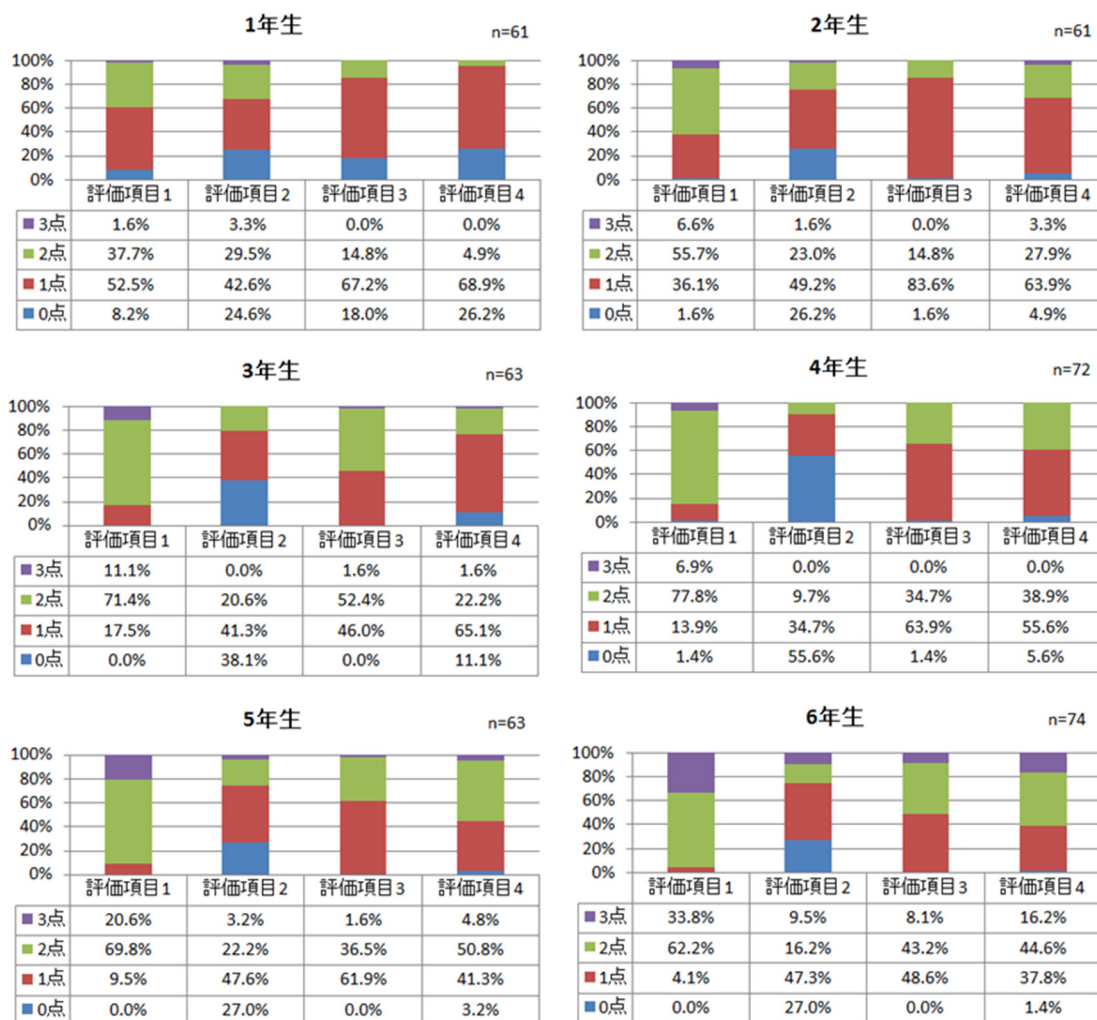 1年生
n=61
100%
80%
60%
40%
20%
0%
評価項目1 評価項目2 評価項目3 評価項目4
3点 1.6% 3.3% 0.0% 0.0%
2点 37.7% 29.5% 14.8% 4.9%
1点 52.5% 42.6% 67.2% 68.9%
0点 8.2% 24.6% 18.0% 26.2%
2年生
n=61
100%
80%
60%
40%
20%
0%
評価項目1 評価項目2 評価項目3 評価項目4
3点 6.6% 1.6% 0.0% 3.3%
2点 55.7% 23.0% 14.8% 27.9%
1点 36.1% 49.2% 83.6% 63.9%
0点 1.6% 26.2% 1.6% 4.9%
3年生
n=63
100%
80%
60%
40%
20%
0%
評価項目1 評価項目2 評価項目3 評価項目4
3点 11.1% 0.0% 1.6% 1.6%
2点 71.4% 20.6% 52.4% 22.2%
1点 17.5% 41.3% 46.0% 65.1%
0点 0.0% 38.1% 0.0% 11.1%
4年生
n=72
100%
80%
60%
40%
20%
0%
評価項目1 評価項目2 評価項目3 評価項目4
3点 6.9% 0.0% 0.0% 0.0%
2点 77.8% 9.7% 34.7% 38.9%
1点 13.9% 34.7% 63.9% 55.6%
0点 1.4% 55.6% 1.4% 5.6%
5年生
n=63
100%
80%
60%
40%
20%
0%
評価項目1 評価項目2 評価項目3 評価項目4
3点 20.6% 3.2% 1.6% 4.8%
2点 69.8% 22.2% 36.5% 50.8%
1点 9.5% 47.6% 61.9% 41.3%
0点 0.0% 27.0% 0.0% 3.2%
6年生
n=74
100%
80%
60%
40%
20%
0%
評価項目1 評価項目2 評価項目3 評価項目4
3点 33.8% 9.5% 8.1% 16.2%
2点 62.2% 16.2% 43.2% 44.6%
1点 4.1% 47.3% 48.6% 37.8%
0点 0.0% 27.0% 0.0% 1.4%